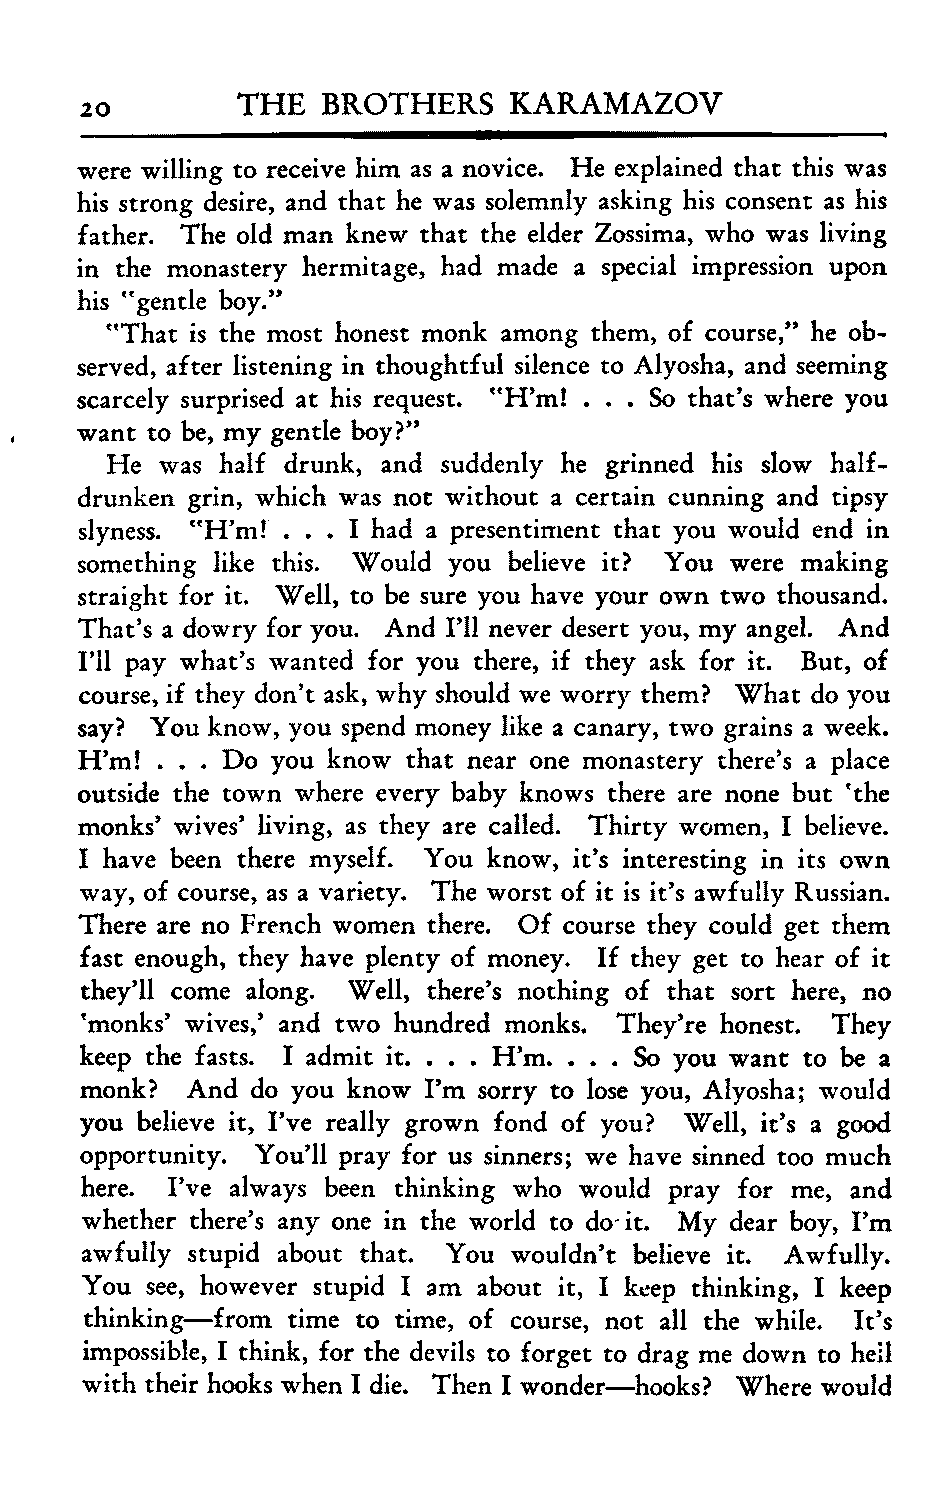 20 THE BROTHERS KARAMAZOV
were willing to receive him as a novice. He explained that this was
his strong desire, and that he was solemnly asking his consent as his
father. The old man knew that the elder Zossima, who was living
in the monastery hermitage, had made a special impression upon
his "gentle boy."
"That is the most honest monk among them, of course," he ob-
served, after listening in thoughtful silence to Alyosha, and seeming
scarcely surprised at his request. "H'm! . . . So that's where you
want to be, my gentle boy?"
He was half drunk, and suddenly he grinned his slow half-
drunken grin, which was not without a certain cunning and tipsy
slyness. "H'm! . . . I had a presentiment that you would end in
something like this. Would you believe it? You were making
straight for it. Well, to be sure you have your own two thousand.
That's a dowry for you. And I'll never desert you, my angel. And
I'll pay what's wanted for you there, if they ask for it. But, of
course, if they don't ask, why should we worry them? What do you
say? You know, you spend money like a canary, two grains a week.
H'm! . . . Do you know that near one monastery there's a place
outside the town where every baby knows there are none but 'the
monks' wives' living, as they are called. Thirty women, I believe.
I have been there myself. You know, it's interesting in its own
way, of course, as a variety. The worst of it is it's awfully Russian.
There are no French women there. Of course they could get them
fast enough, they have plenty of money. If they get to hear of it
they'll come along. Well, there's nothing of that sort here, no
'monks' wives,' and two hundred monks. They're honest. They
keep the fasts. I admit it. . . . H'm. . . . So you want to be a
monk? And do you know I'm sorry to lose you, Alyosha; would
you believe it, I've really grown fond of you? Well, it's a good
opportunity. You'll pray for us sinners; we have sinned too much
here. I've always been thinking who would pray for me, and
whether there's any one in the world to do it. My dear boy, I'm
awfully stupid about that. You wouldn't believe it. Awfully.
You see, however stupid I am about it, I keep thinking, I keep
thinking—from time to time, of course, not all the while. It's
impossible, I think, for the devils to forget to drag me down to hell
with their hooks when I die. Then I wonder—hooks? Where would